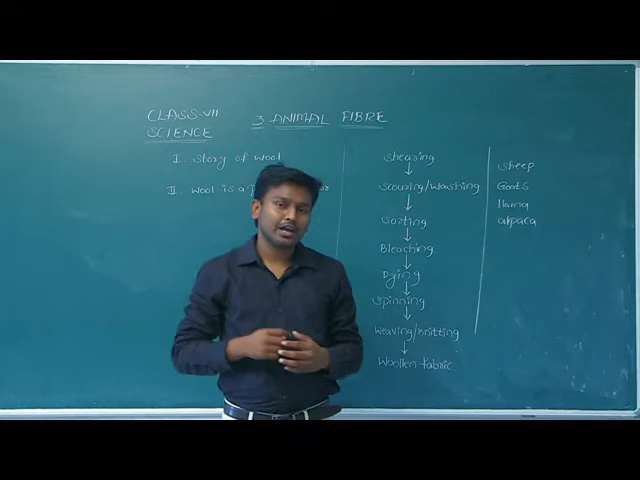 CLASS-VII
SCIENCE
3 ANIMAL FIBRE
I. Story of wool
II. Wool is a
shearing
scouring/washing
sorting
Bleaching
Dying
spinning
weaving/knitting
Woollen fabric
sheep
Goats
llama
alpaca